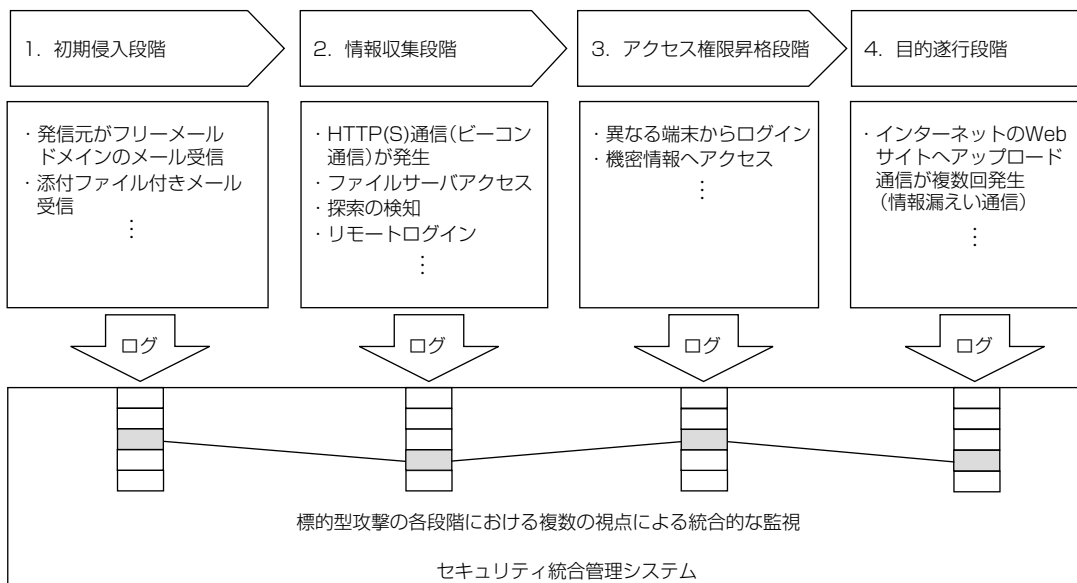 1. 初期侵入段階
2. 情報収集段階
3. アクセス権限昇格段階
4. 目的遂行段階
・発信元がフリーメール
ドメインのメール受信
・添付ファイル付きメール
受信
⋮
・HTTP(S)通信(ビーコン
通信)が発生
・ファイルサーバアクセス
・探索の検知
・リモートログイン
⋮
・異なる端末からログイン
・機密情報へアクセス
⋮
・インターネットのWeb
サイトへアップロード
通信が複数回発生
(情報漏えい通信)
⋮
ログ
ログ
ログ
ログ
標的型攻撃の各段階における複数の視点による統合的な監視
セキュリティ統合管理システム